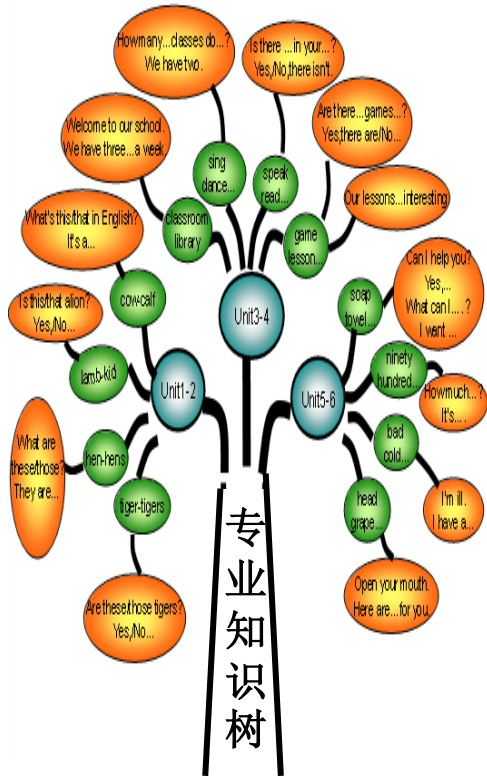 How many...classes do...?
We have two.
Is there ...in your...?
Yes,/No,there isn't.
Welcome to our school.
We have three...a week.
Are there...games...?
Yes,there are/No...
sing
dance...
speak
read...
Our lessons...interesting
What's this/that in English?
It's a...
classroom
library
game
lesson...
Can I help you?
Yes,...
What can I.....?
I want ...
Is this/that a lion?
Yes,/No...
cow-calf
Unit3-4
soap
towel...
lamb-kid
Unit1-2
Unit5-6
ninety
hundred...
How much...?
It's.....
What are
these/those?
They are...
hen-hens
bad
cold...
tiger-tigers
head
grape...
I'm ill.
I have a...
Are these/those tigers?
Yes,/No...
Open your mouth.
Here are...for you.
专
业
知
识
树